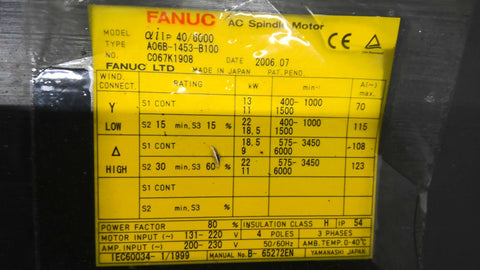 FANUC AC Spindle Motor
MODEL αiIP 40/6000
TYPE A06B-1453-B100
NO. C067K1908 DATE 2006.07
FANUC LTD MADE IN JAPAN PAT.PEND.
WIND. CONNECT. RATING kW min-1 A(~) max.
Y LOW S1 CONT 13 400- 1000 70
11 1500
S2 15 min, S3 15 % 22 400- 1000 115
18.5 1500
Δ HIGH S1 CONT 18.5 575- 3450 108
9 6000
S2 30 min, S3 60 % 22 575- 3450 123
11 6000
S1 CONT
S2 min, S3 %
POWER FACTOR 80 % INSULATION CLASS H IP 54
MOTOR INPUT (~) 131- 220 V 4 POLES 3 PHASES
AMP. INPUT (~) 200- 230 V 50/60Hz AMB.TEMP.0-40℃
IEC60034- 1/1999 MANUAL No.B- 65272EN YAMANASHI JAPAN